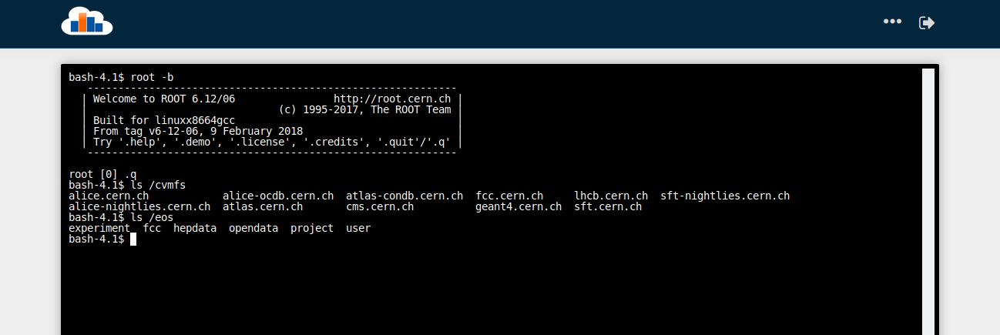 bash-4.1$ root -b
------------------------------------------------------------
| Welcome to ROOT 6.12/06                http://root.cern.ch |
|                               (c) 1995-2017, The ROOT Team |
| Built for linuxx8664gcc                                    |
| From tag v6-12-06, 9 February 2018                         |
| Try '.help', '.demo', '.license', '.credits', '.quit'/'.q' |
------------------------------------------------------------
root [0] .q
bash-4.1$ ls /cvmfs
alice.cern.ch            alice-ocdb.cern.ch  atlas-condb.cern.ch  fcc.cern.ch     lhcb.cern.ch  sft-nightlies.cern.ch
alice-nightlies.cern.ch  atlas.cern.ch       cms.cern.ch          geant4.cern.ch  sft.cern.ch
bash-4.1$ ls /eos
experiment  fcc  hepdata  opendata  project  user
bash-4.1$